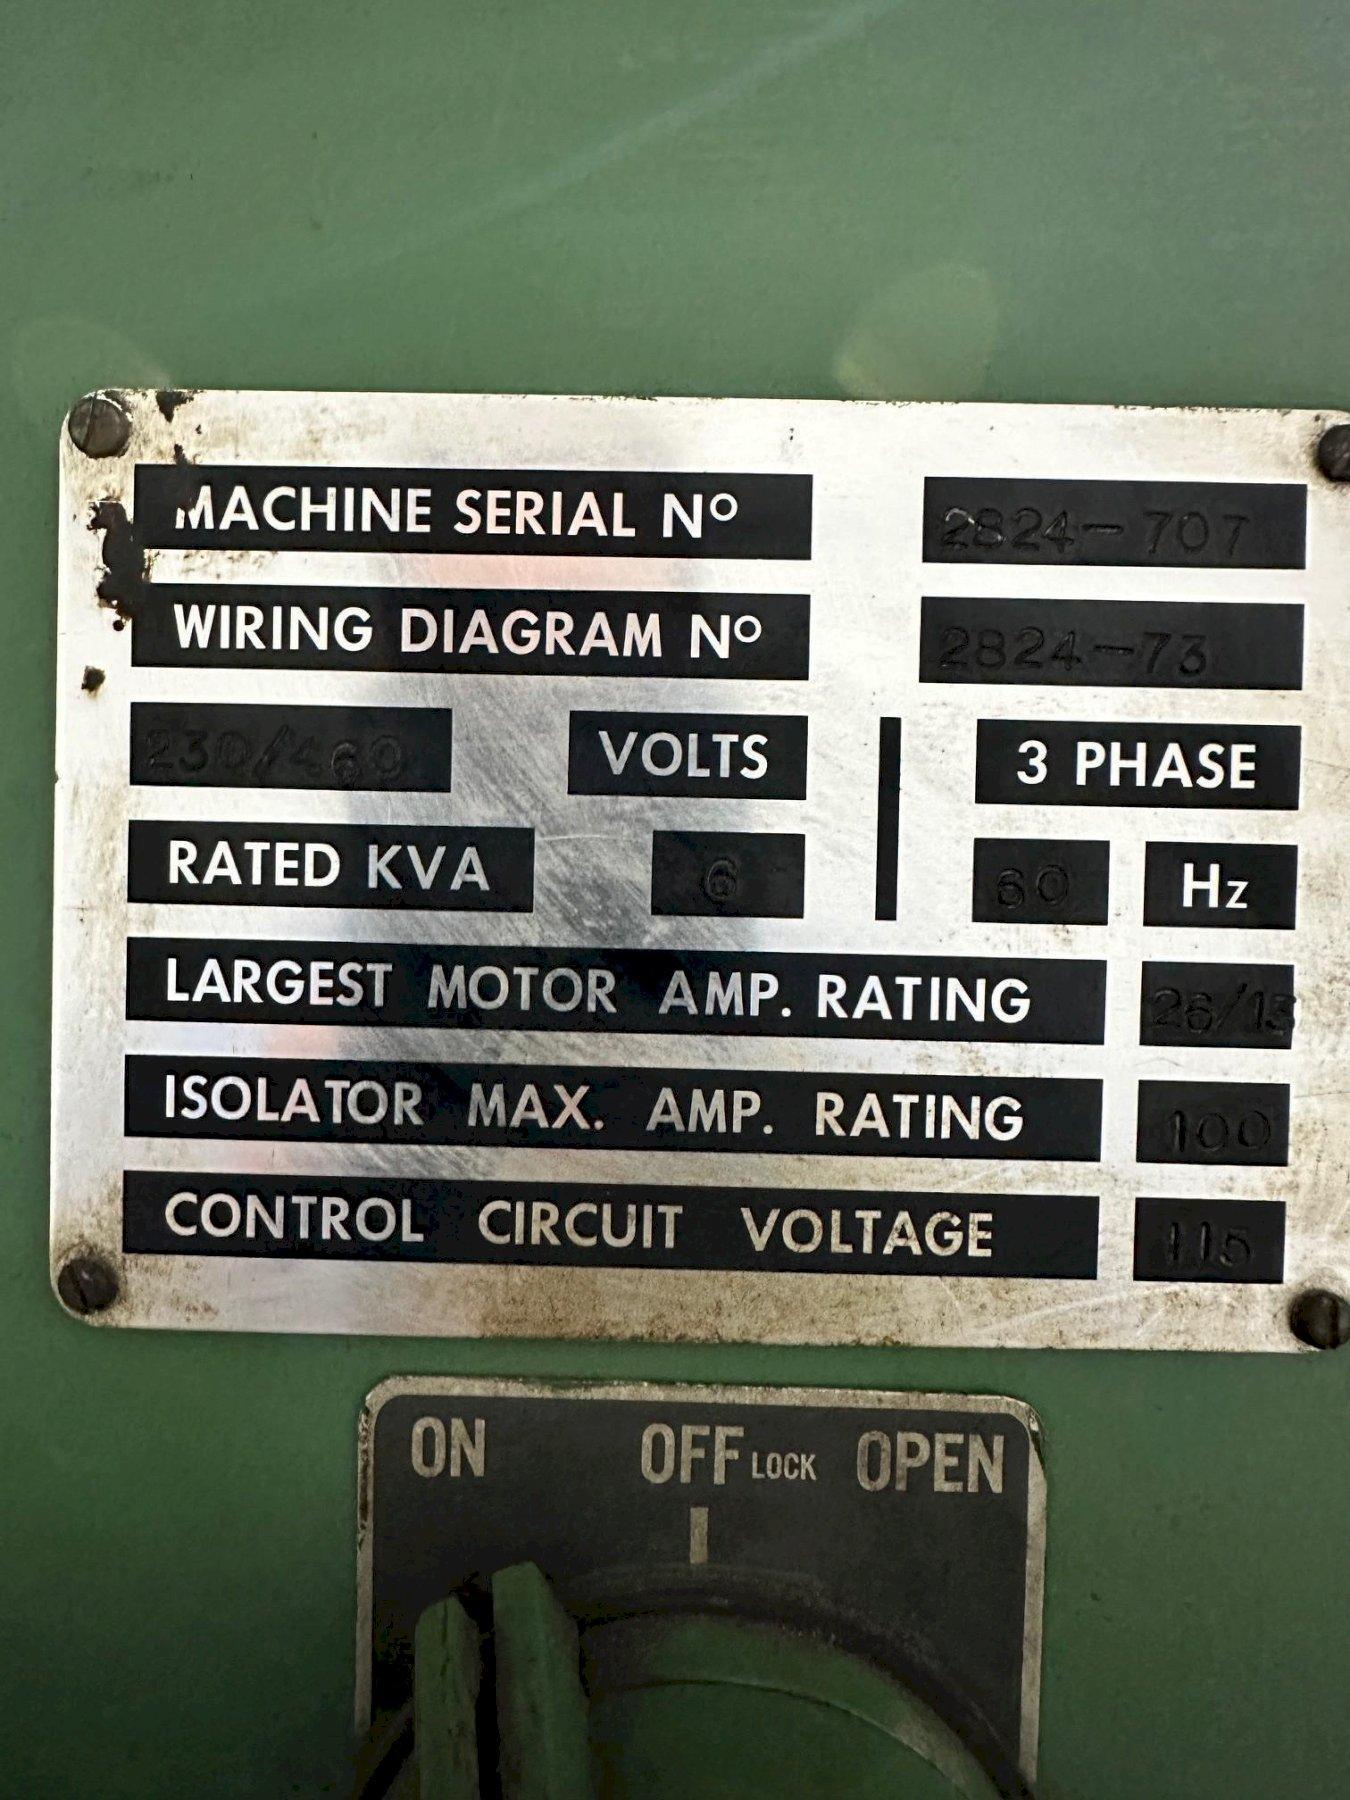 MACHINE SERIAL Nº 2824-707
WIRING DIAGRAM Nº 2824-73
230/460 VOLTS 3 PHASE
RATED KVA 6 60 Hz
LARGEST MOTOR AMP. RATING 26/13
ISOLATOR MAX. AMP. RATING 100
CONTROL CIRCUIT VOLTAGE 115
ON OFF LOCK OPEN